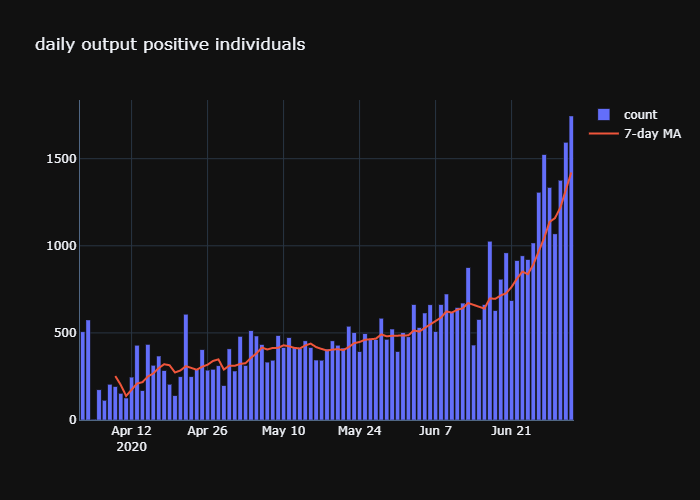 daily output positive individuals
count
7-day MA
1500
1000
500
0
Apr 12
2020
Apr 26
May 10
May 24
Jun 7
Jun 21